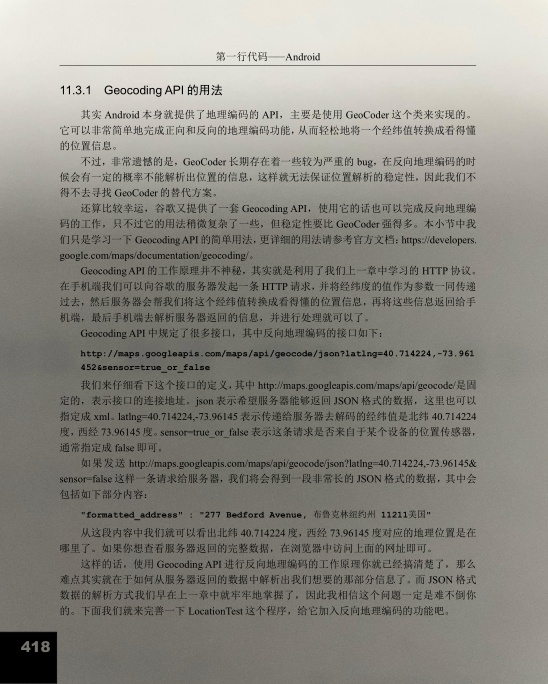 第一行代码——Android
11.3.1 Geocoding API 的用法
其实 Android 本身就提供了地理编码的 API，主要是使用 GeoCoder 这个类来实现的。
它可以非常简单地完成正向和反向的地理编码功能，从而轻松地将一个经纬值转换成看得懂
的位置信息。
不过，非常遗憾的是，GeoCoder 长期存在着一些较为严重的 bug，在反向地理编码的时
候会有一定的概率不能解析出位置的信息，这样就无法保证位置解析的稳定性，因此我们不
得不去寻找 GeoCoder 的替代方案。
还算比较幸运，谷歌又提供了一套 Geocoding API，使用它的话也可以完成反向地理编
码的工作，只不过它的用法稍微复杂了一些，但稳定性要比 GeoCoder 强得多。本小节中我
们只是学习一下 Geocoding API 的简单用法，更详细的用法请参考官方文档：https://developers.
google.com/maps/documentation/geocoding/。
Geocoding API 的工作原理并不神秘，其实就是利用了我们上一章中学习的 HTTP 协议。
在手机端我们可以向谷歌的服务器发起一条 HTTP 请求，并将经纬度的值作为参数一同传递
过去，然后服务器会帮我们将这个经纬值转换成看得懂的位置信息，再将这些信息返回给手
机端，最后手机端去解析服务器返回的信息，并进行处理就可以了。
Geocoding API 中规定了很多接口，其中反向地理编码的接口如下：
http://maps.googleapis.com/maps/api/geocode/json?latlng=40.714224,-73.961
452&sensor=true_or_false
我们来仔细看下这个接口的定义，其中 http://maps.googleapis.com/maps/api/geocode/是固
定的，表示接口的连接地址。json 表示希望服务器能够返回 JSON 格式的数据，这里也可以
指定成 xml。latlng=40.714224,-73.96145 表示传递给服务器去解码的经纬值是北纬 40.714224
度，西经 73.96145 度。sensor=true_or_false 表示这条请求是否来自于某个设备的位置传感器，
通常指定成 false 即可。
如果发送 http://maps.googleapis.com/maps/api/geocode/json?latlng=40.714224,-73.96145&
sensor=false 这样一条请求给服务器，我们将会得到一段非常长的 JSON 格式的数据，其中会
包括如下部分内容：
"formatted_address" : "277 Bedford Avenue, 布鲁克林纽约州 11211美国"
从这段内容中我们就可以看出北纬 40.714224 度，西经 73.96145 度对应的地理位置是在
哪里了。如果你想查看服务器返回的完整数据，在浏览器中访问上面的网址即可。
这样的话，使用 Geocoding API 进行反向地理编码的工作原理你就已经搞清楚了，那么
难点其实就在于如何从服务器返回的数据中解析出我们想要的那部分信息了。而 JSON 格式
数据的解析方式我们早在上一章中就牢牢地掌握了，因此我相信这个问题一定是难不倒你
的。下面我们就来完善一下 LocationTest 这个程序，给它加入反向地理编码的功能吧。
418